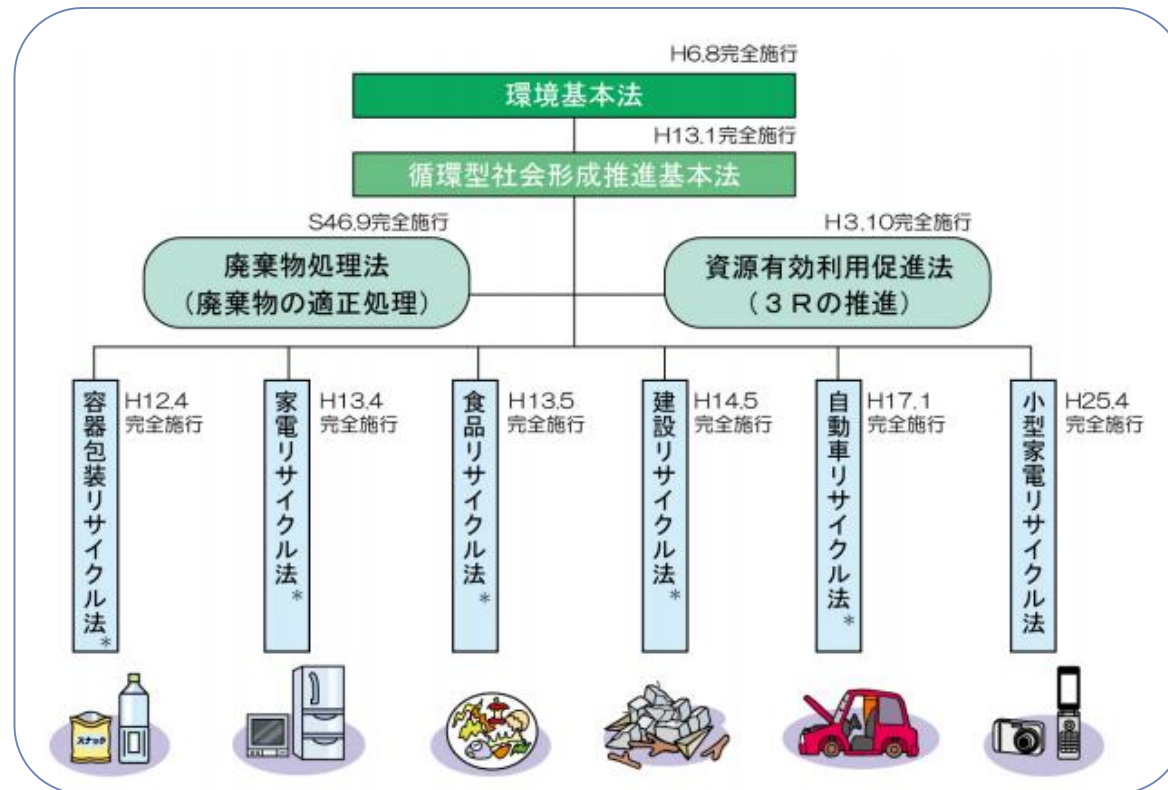 H6.8完全施行
環境基本法
H13.1完全施行
循環型社会形成推進基本法
S46.9完全施行
廃棄物処理法
(廃棄物の適正処理)
H3.10完全施行
資源有効利用促進法
(3Rの推進)
容器包装リサイクル法*
H12.4
完全施行
家電リサイクル法*
H13.4
完全施行
食品リサイクル法*
H13.5
完全施行
建設リサイクル法*
H14.5
完全施行
自動車リサイクル法*
H17.1
完全施行
小型家電リサイクル法
H25.4
完全施行
スナック